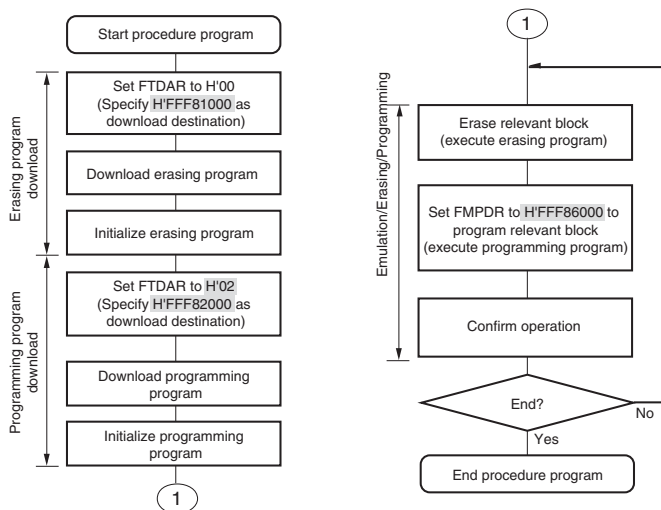 Start procedure program
Erasing program
download
Set FTDAR to H'00
(Specify H'FFF81000 as
download destination)
Download erasing program
Initialize erasing program
Programming program
download
Set FTDAR to H'02
(Specify H'FFF82000 as
download destination)
Download programming
program
Initialize programming
program
1
1
Emulation/Erasing/Programming
Erase relevant block
(execute erasing program)
Set FMPDR to H'FFF86000 to
program relevant block
(execute programming program)
Confirm operation
End?
No
Yes
End procedure program